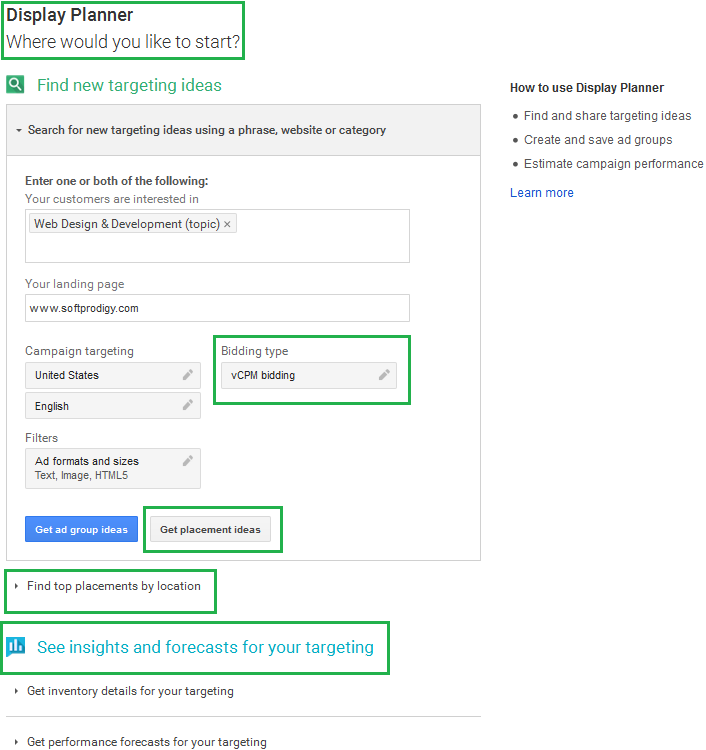 Display Planner
Where would you like to start?
Find new targeting ideas
Search for new targeting ideas using a phrase, website or category
Enter one or both of the following:
Your customers are interested in
Web Design & Development (topic) ×
Your landing page
www.softprodigy.com
Campaign targeting
United States
English
Bidding type
vCPM bidding
Filters
Ad formats and sizes
Text, Image, HTML5
Get ad group ideas
Get placement ideas
Find top placements by location
See insights and forecasts for your targeting
Get inventory details for your targeting
Get performance forecasts for your targeting
How to use Display Planner
• Find and share targeting ideas
• Create and save ad groups
• Estimate campaign performance
Learn more